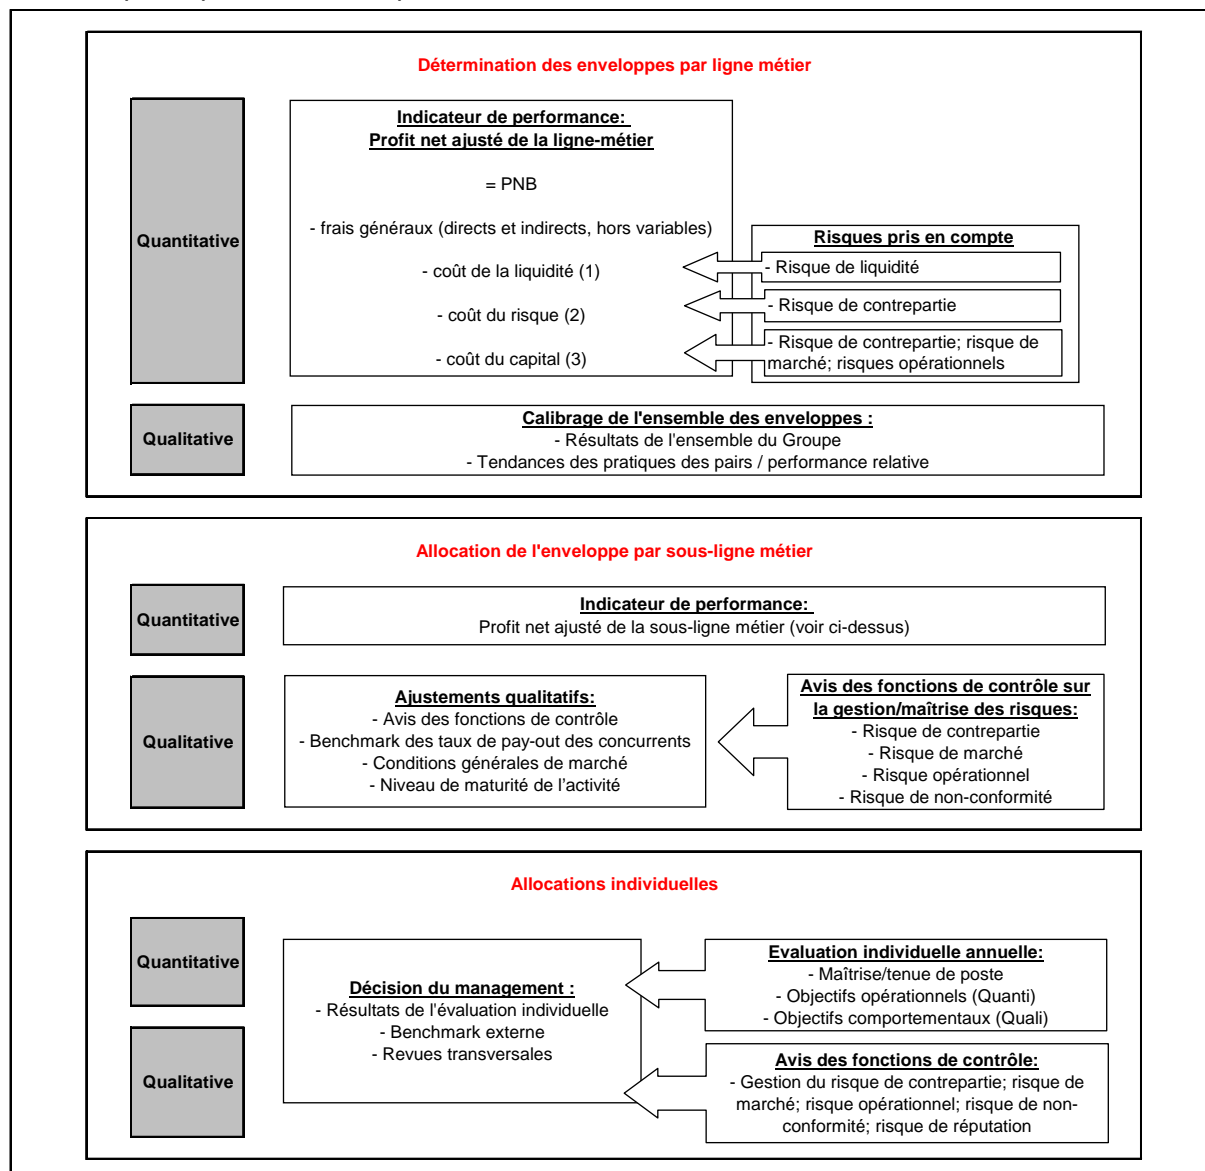 Détermination des enveloppes par ligne métier
Quantitative
Indicateur de performance:
Profit net ajusté de la ligne-métier
= PNB
- frais généraux (directs et indirects, hors variables)
- coût de la liquidité (1)
- coût du risque (2)
- coût du capital (3)
Risques pris en compte
- Risque de liquidité
- Risque de contrepartie
- Risque de contrepartie; risque de
marché; risques opérationnels
Qualitative
Calibrage de l'ensemble des enveloppes :
- Résultats de l'ensemble du Groupe
- Tendances des pratiques des pairs / performance relative
Allocation de l'enveloppe par sous-ligne métier
Quantitative
Indicateur de performance:
Profit net ajusté de la sous-ligne métier (voir ci-dessus)
Qualitative
Ajustements qualitatifs:
- Avis des fonctions de contrôle
- Benchmark des taux de pay-out des concurrents
- Conditions générales de marché
- Niveau de maturité de l’activité
Avis des fonctions de contrôle sur
la gestion/maîtrise des risques:
- Risque de contrepartie
- Risque de marché
- Risque opérationnel
- Risque de non-conformité
Allocations individuelles
Quantitative
Qualitative
Décision du management :
- Résultats de l'évaluation individuelle
- Benchmark externe
- Revues transversales
Evaluation individuelle annuelle:
- Maîtrise/tenue de poste
- Objectifs opérationnels (Quanti)
- Objectifs comportementaux (Quali)
Avis des fonctions de contrôle:
- Gestion du risque de contrepartie; risque de
marché; risque opérationnel; risque de non-
conformité; risque de réputation